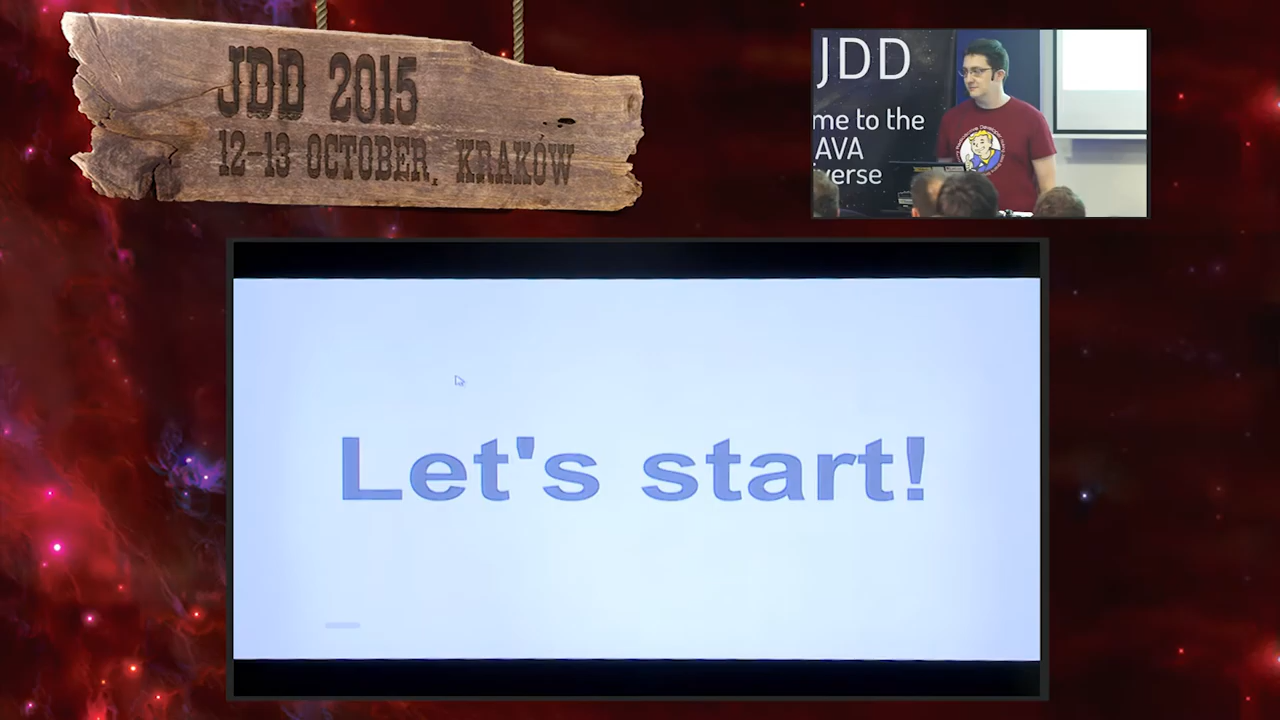 JDD 2015
12-13 OCTOBER, KRAKÓW
JDD
me to the
AVA
verse
Let's start!